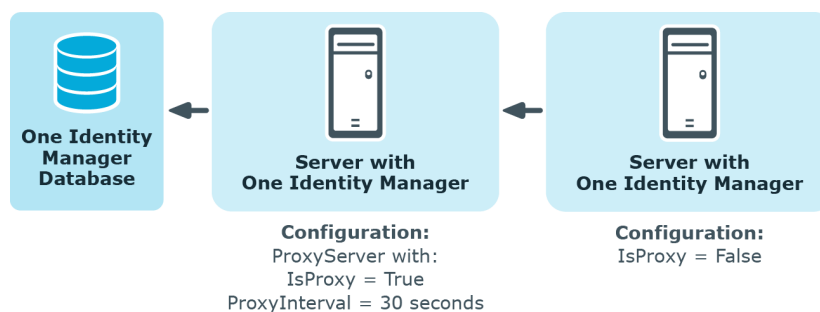 One Identity
Manager
Database
Server with
One Identity Manager
Configuration:
ProxyServer with:
IsProxy = True
ProxyInterval = 30 seconds
Server with
One Identity Manager
Configuration:
IsProxy = False